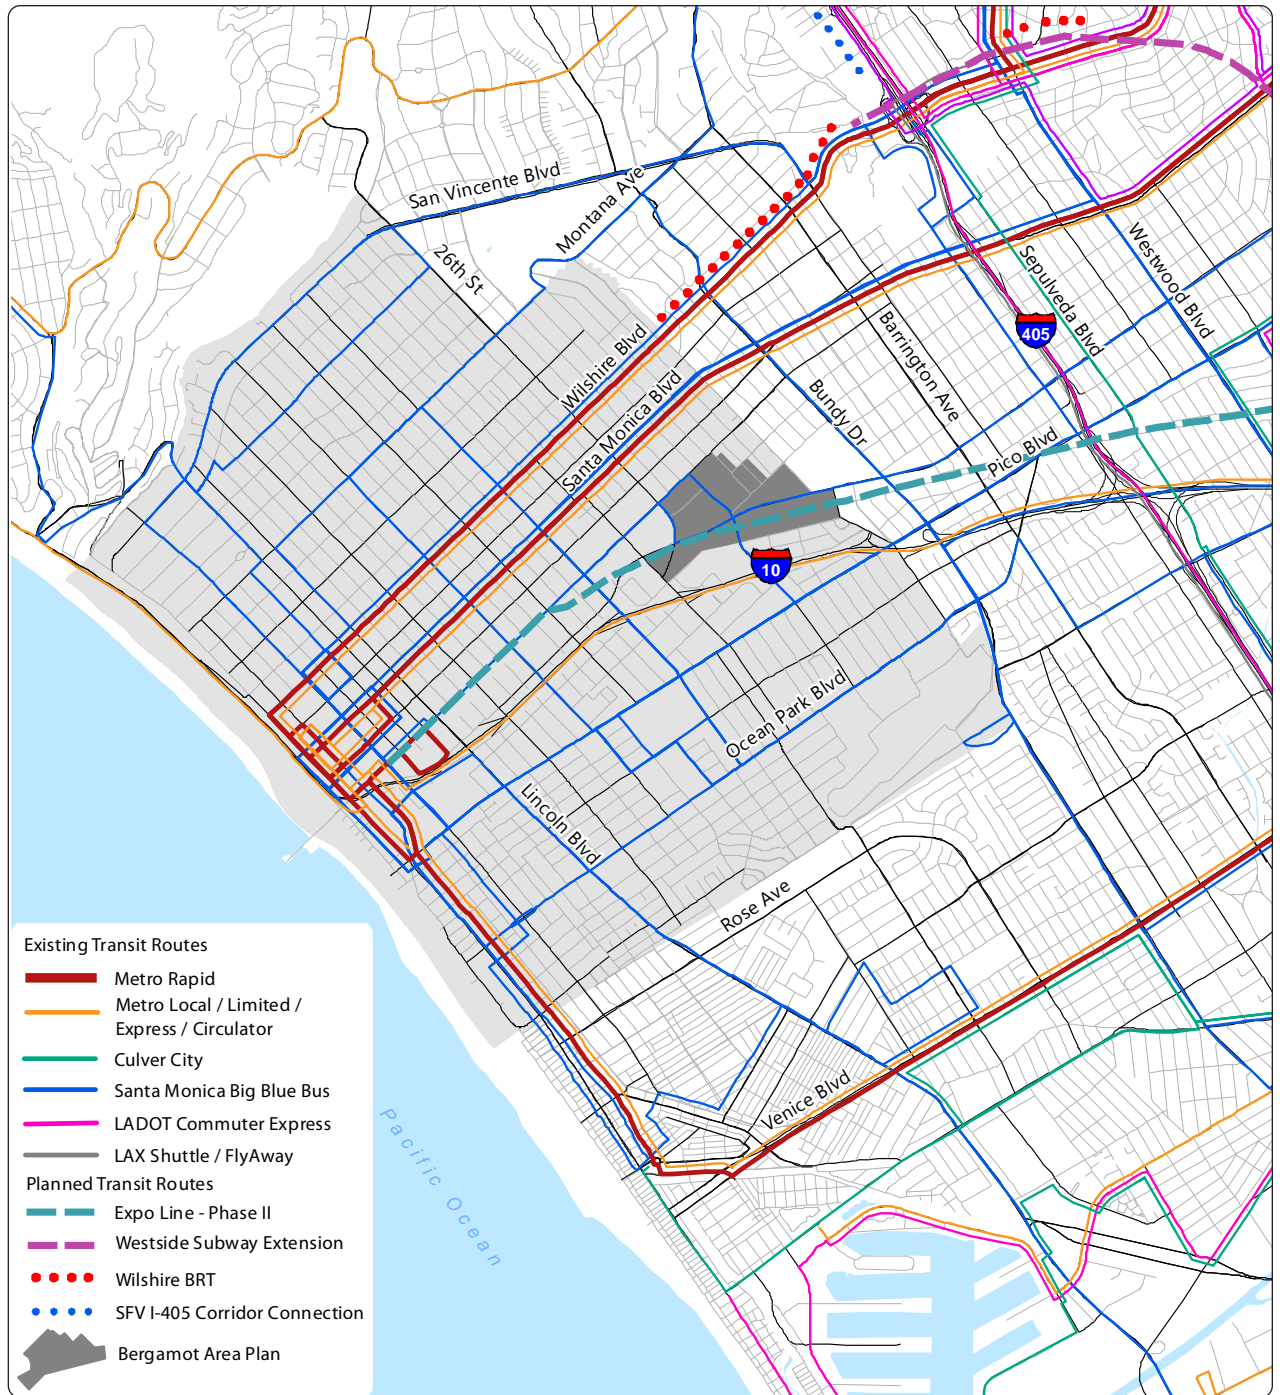 San Vincente Blvd
Montana Ave
26th St
Wilshire Blvd
Santa Monica Blvd
Westwood Blvd
Sepulveda Blvd
405
Barrington Ave
Bundy Dr
Pico Blvd
10
Ocean Park Blvd
Lincoln Blvd
Rose Ave
Venice Blvd
Pacific Ocean
Existing Transit Routes
Metro Rapid
Metro Local / Limited /
Express / Circulator
Culver City
Santa Monica Big Blue Bus
LADOT Commuter Express
LAX Shuttle / FlyAway
Planned Transit Routes
Expo Line - Phase II
Westside Subway Extension
Wilshire BRT
SFV I-405 Corridor Connection
Bergamot Area Plan